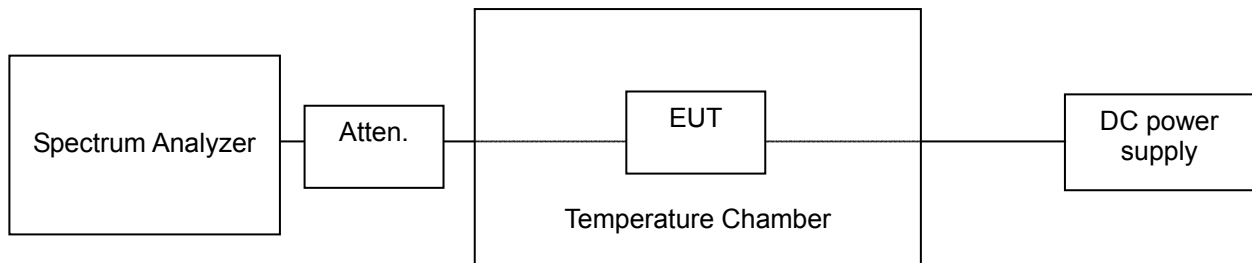 Spectrum Analyzer
Atten.
EUT
Temperature Chamber
DC power
supply